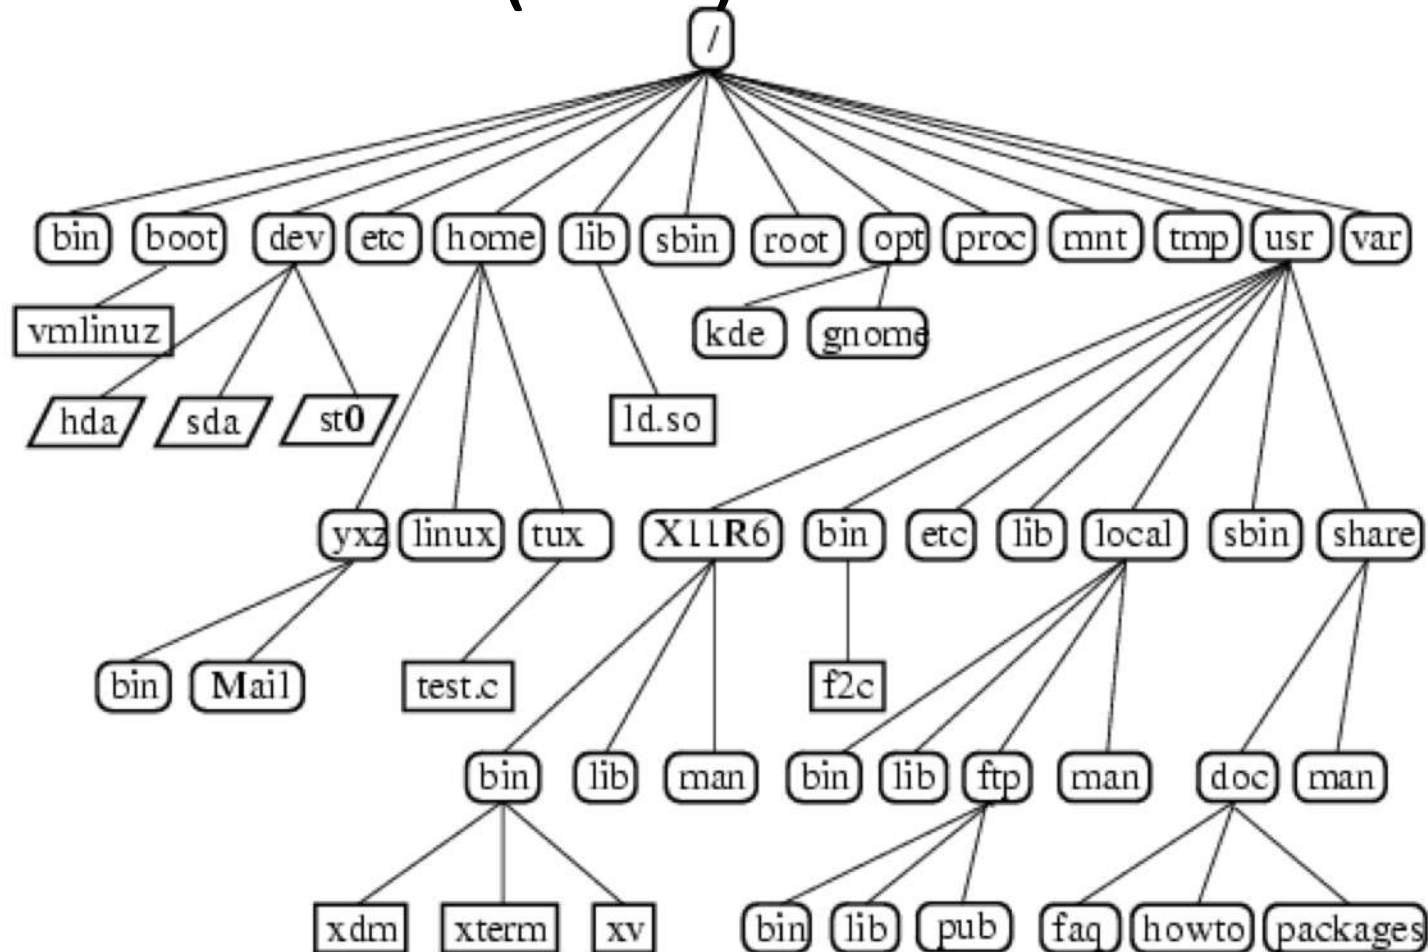 /
bin boot dev etc home lib sbin root opt proc mnt tmp usr var
vmlinuz kde gnome
hda sda st0 ld.so
yxz linux tux X11R6 bin etc lib local sbin share
bin Mail test.c f2c
bin lib man bin lib ftp man doc man
xdm xterm xv bin lib pub faq howto packages